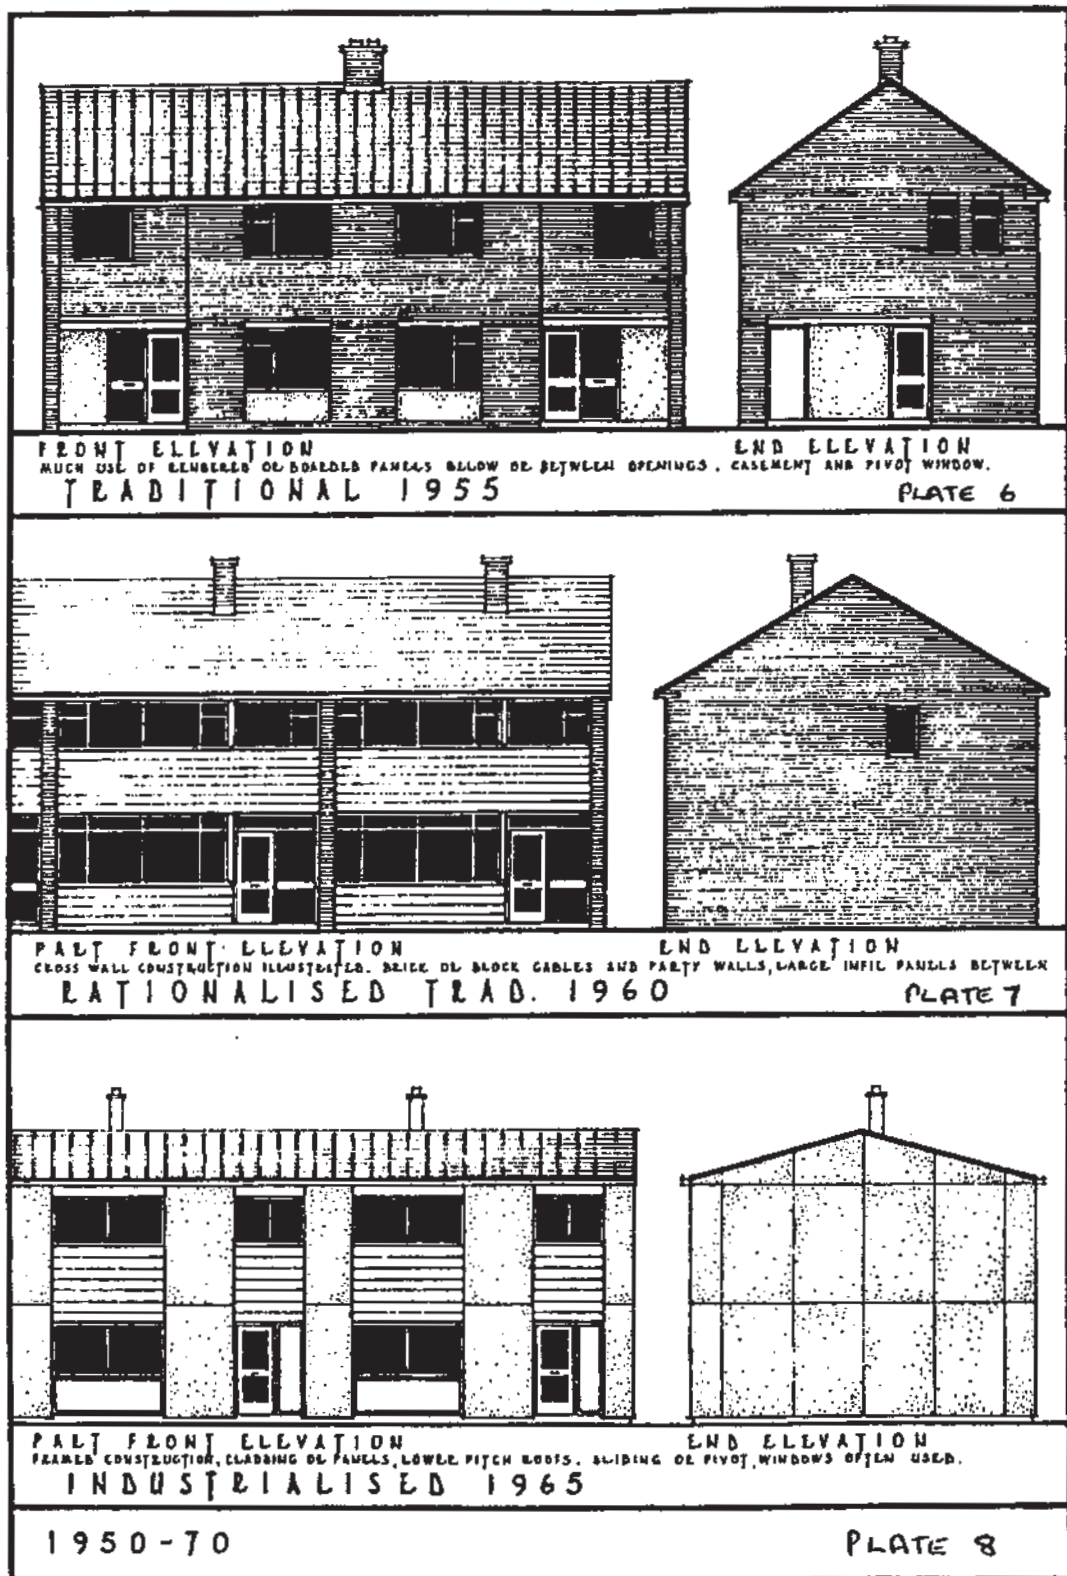 FRONT ELEVATION END ELEVATION
MUCH USE OF RENDERED OR BOARDED PANELS BELOW OR BETWEEN OPENINGS. CASEMENT AND PIVOT WINDOW.
TRADITIONAL 1955 PLATE 6
PART FRONT ELEVATION END ELEVATION
CROSS WALL CONSTRUCTION ILLUSTRATED. BRICK OR BLOCK GABLES AND PARTY WALLS, LARGE INFIL PANELS BETWEEN
RATIONALISED TRAD. 1960 PLATE 7
PART FRONT ELEVATION END ELEVATION
FRAMED CONSTRUCTION, CLADDING OR PANELS, LOWER PITCH ROOFS. SLIDING OR PIVOT, WINDOWS OFTEN USED.
INDUSTRIALISED 1965
1950-70 PLATE 8